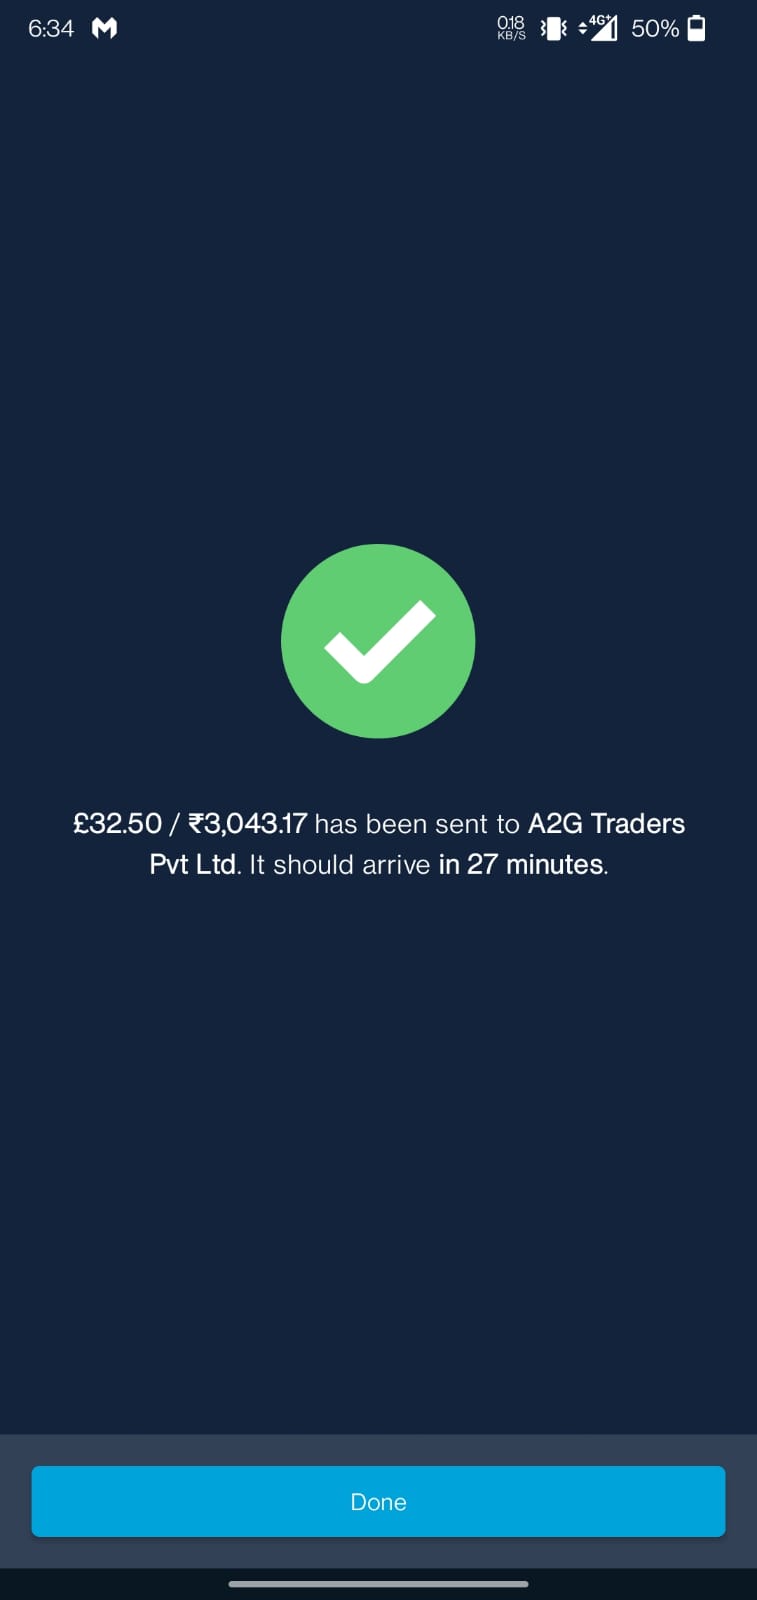 6:34
0.18
KB/S
4G+
50%
£32.50 / ₹3,043.17 has been sent to A2G Traders
Pvt Ltd. It should arrive in 27 minutes.
Done